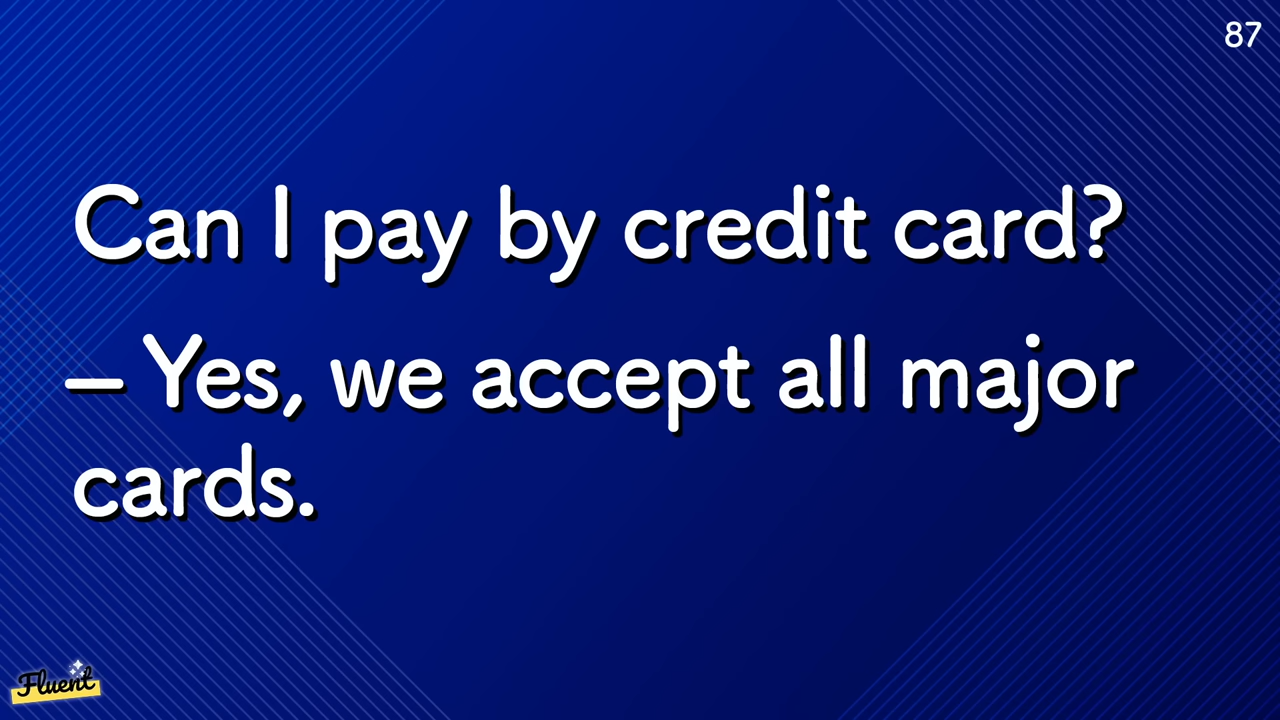 87
Can I pay by credit card?
– Yes, we accept all major
cards.
Fluent